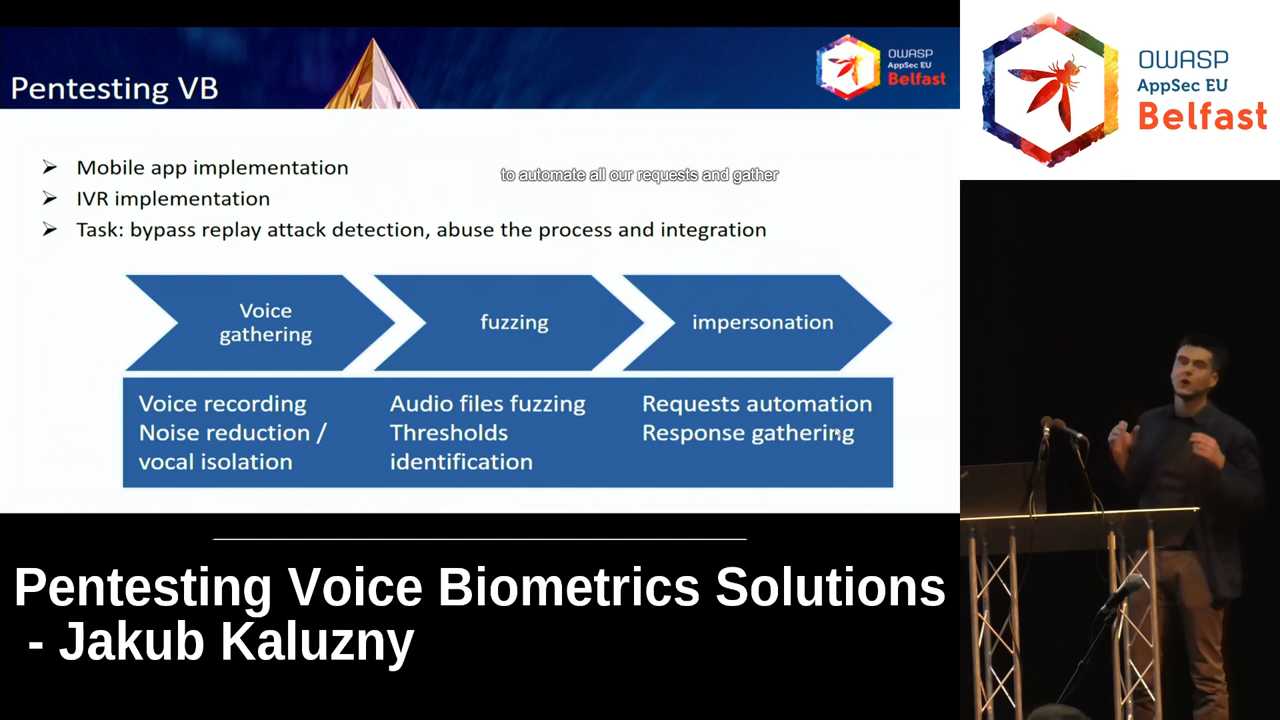 Pentesting VB
OWASP
AppSec EU
Belfast
Mobile app implementation
IVR implementation
Task: bypass replay attack detection, abuse the process and integration
to automate all our requests and gather
Voice
gathering
fuzzing
impersonation
Voice recording
Noise reduction /
vocal isolation
Audio files fuzzing
Thresholds
identification
Requests automation
Response gathering
Pentesting Voice Biometrics Solutions
- Jakub Kaluzny
OWASP
AppSec EU
Belfast